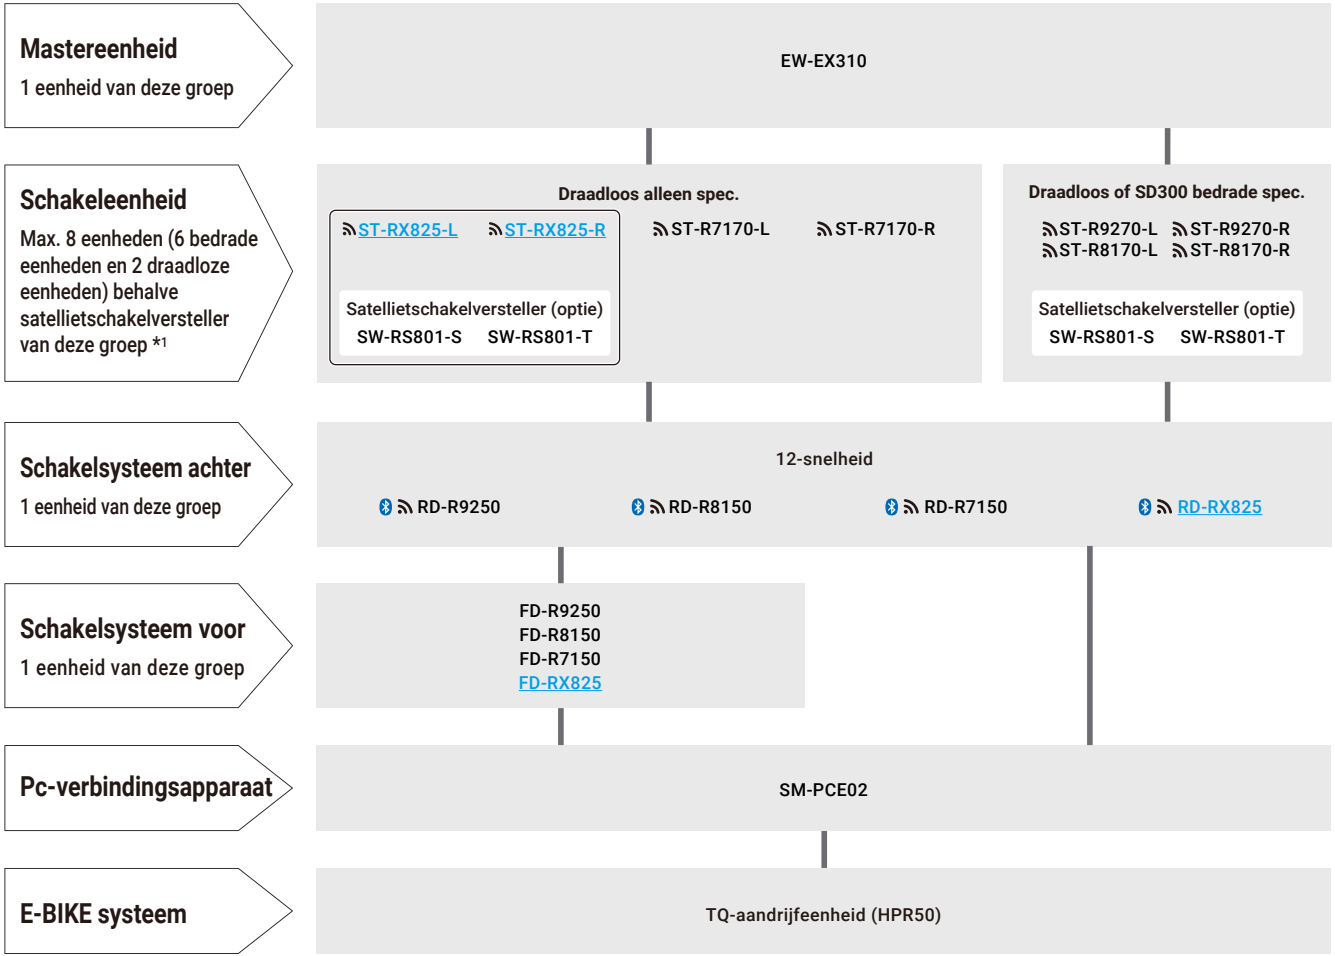 Mastereenheid
1 eenheid van deze groep
EW-EX310
Schakeleenheid
Max. 8 eenheden (6 bedrade
eenheden en 2 draadloze
eenheden) behalve
satellietschakelversteller
van deze groep *1
Draadloos alleen spec.
ST-RX825-L ST-RX825-R ST-R7170-L ST-R7170-R
Satellietschakelversteller (optie)
SW-RS801-S SW-RS801-T
Draadloos of SD300 bedrade spec.
ST-R9270-L ST-R9270-R
ST-R8170-L ST-R8170-R
Satellietschakelversteller (optie)
SW-RS801-S SW-RS801-T
Schakelsysteem achter
1 eenheid van deze groep
12-snelheid
RD-R9250 RD-R8150 RD-R7150 RD-RX825
Schakelsysteem voor
1 eenheid van deze groep
FD-R9250
FD-R8150
FD-R7150
FD-RX825
Pc-verbindingsapparaat
SM-PCE02
E-BIKE systeem
TQ-aandrijfeenheid (HPR50)